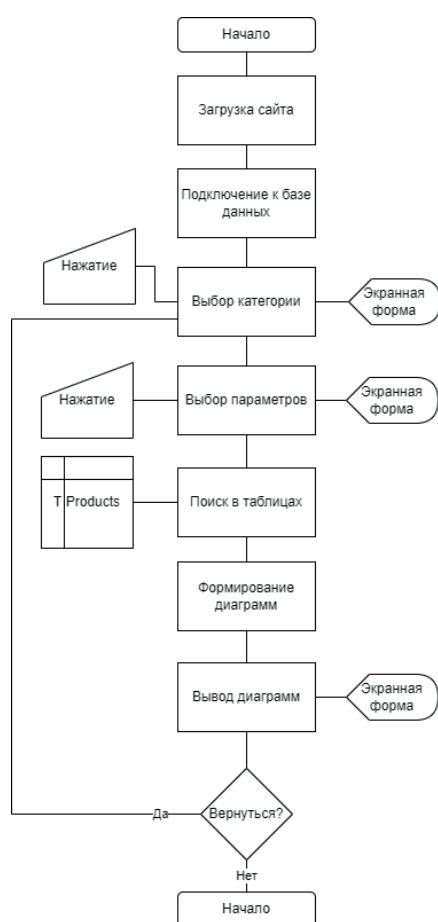 Начало
Загрузка сайта
Подключение к базе
данных
Нажатие
Выбор категории
Экранная
форма
Нажатие
Выбор параметров
Экранная
форма
T Products
Поиск в таблицах
Формирование
диаграмм
Вывод диаграмм
Экранная
форма
Да
Вернуться?
Нет
Начало